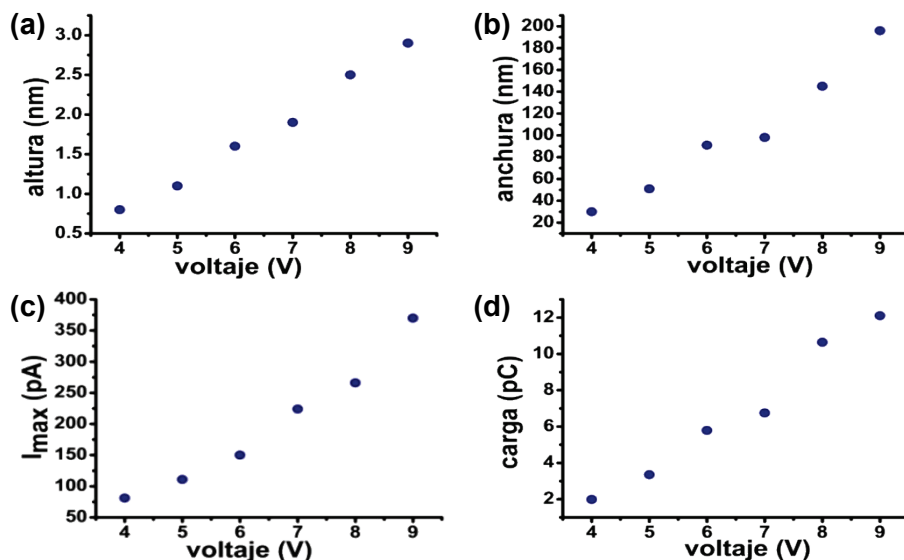 (a)
3.0
2.5
2.0
1.5
1.0
0.5
altura (nm)
4 5 6 7 8 9
voltaje (V)
(b)
200
180
160
140
120
100
80
60
40
20
anchura (nm)
4 5 6 7 8 9
voltaje (V)
(c)
400
350
300
250
200
150
100
50
Imax (pA)
4 5 6 7 8 9
voltaje (V)
(d)
12
10
8
6
4
2
carga (pC)
4 5 6 7 8 9
voltaje (V)